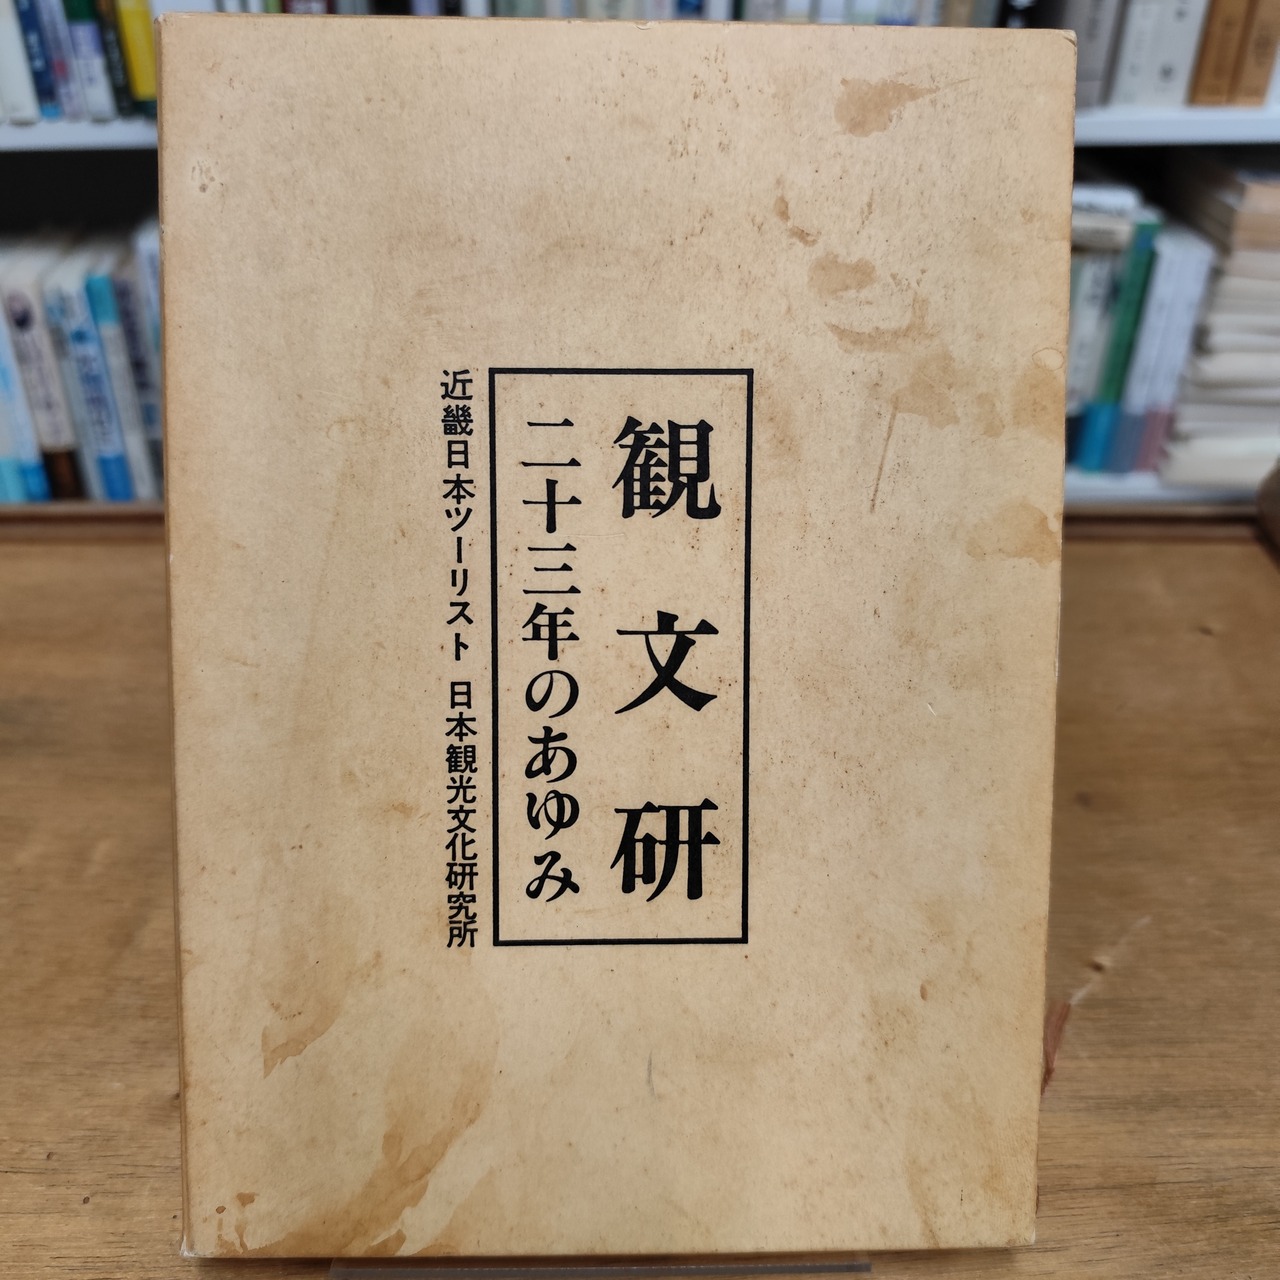 観文研
二十三年のあゆみ
近畿日本ツーリスト 日本観光文化研究所